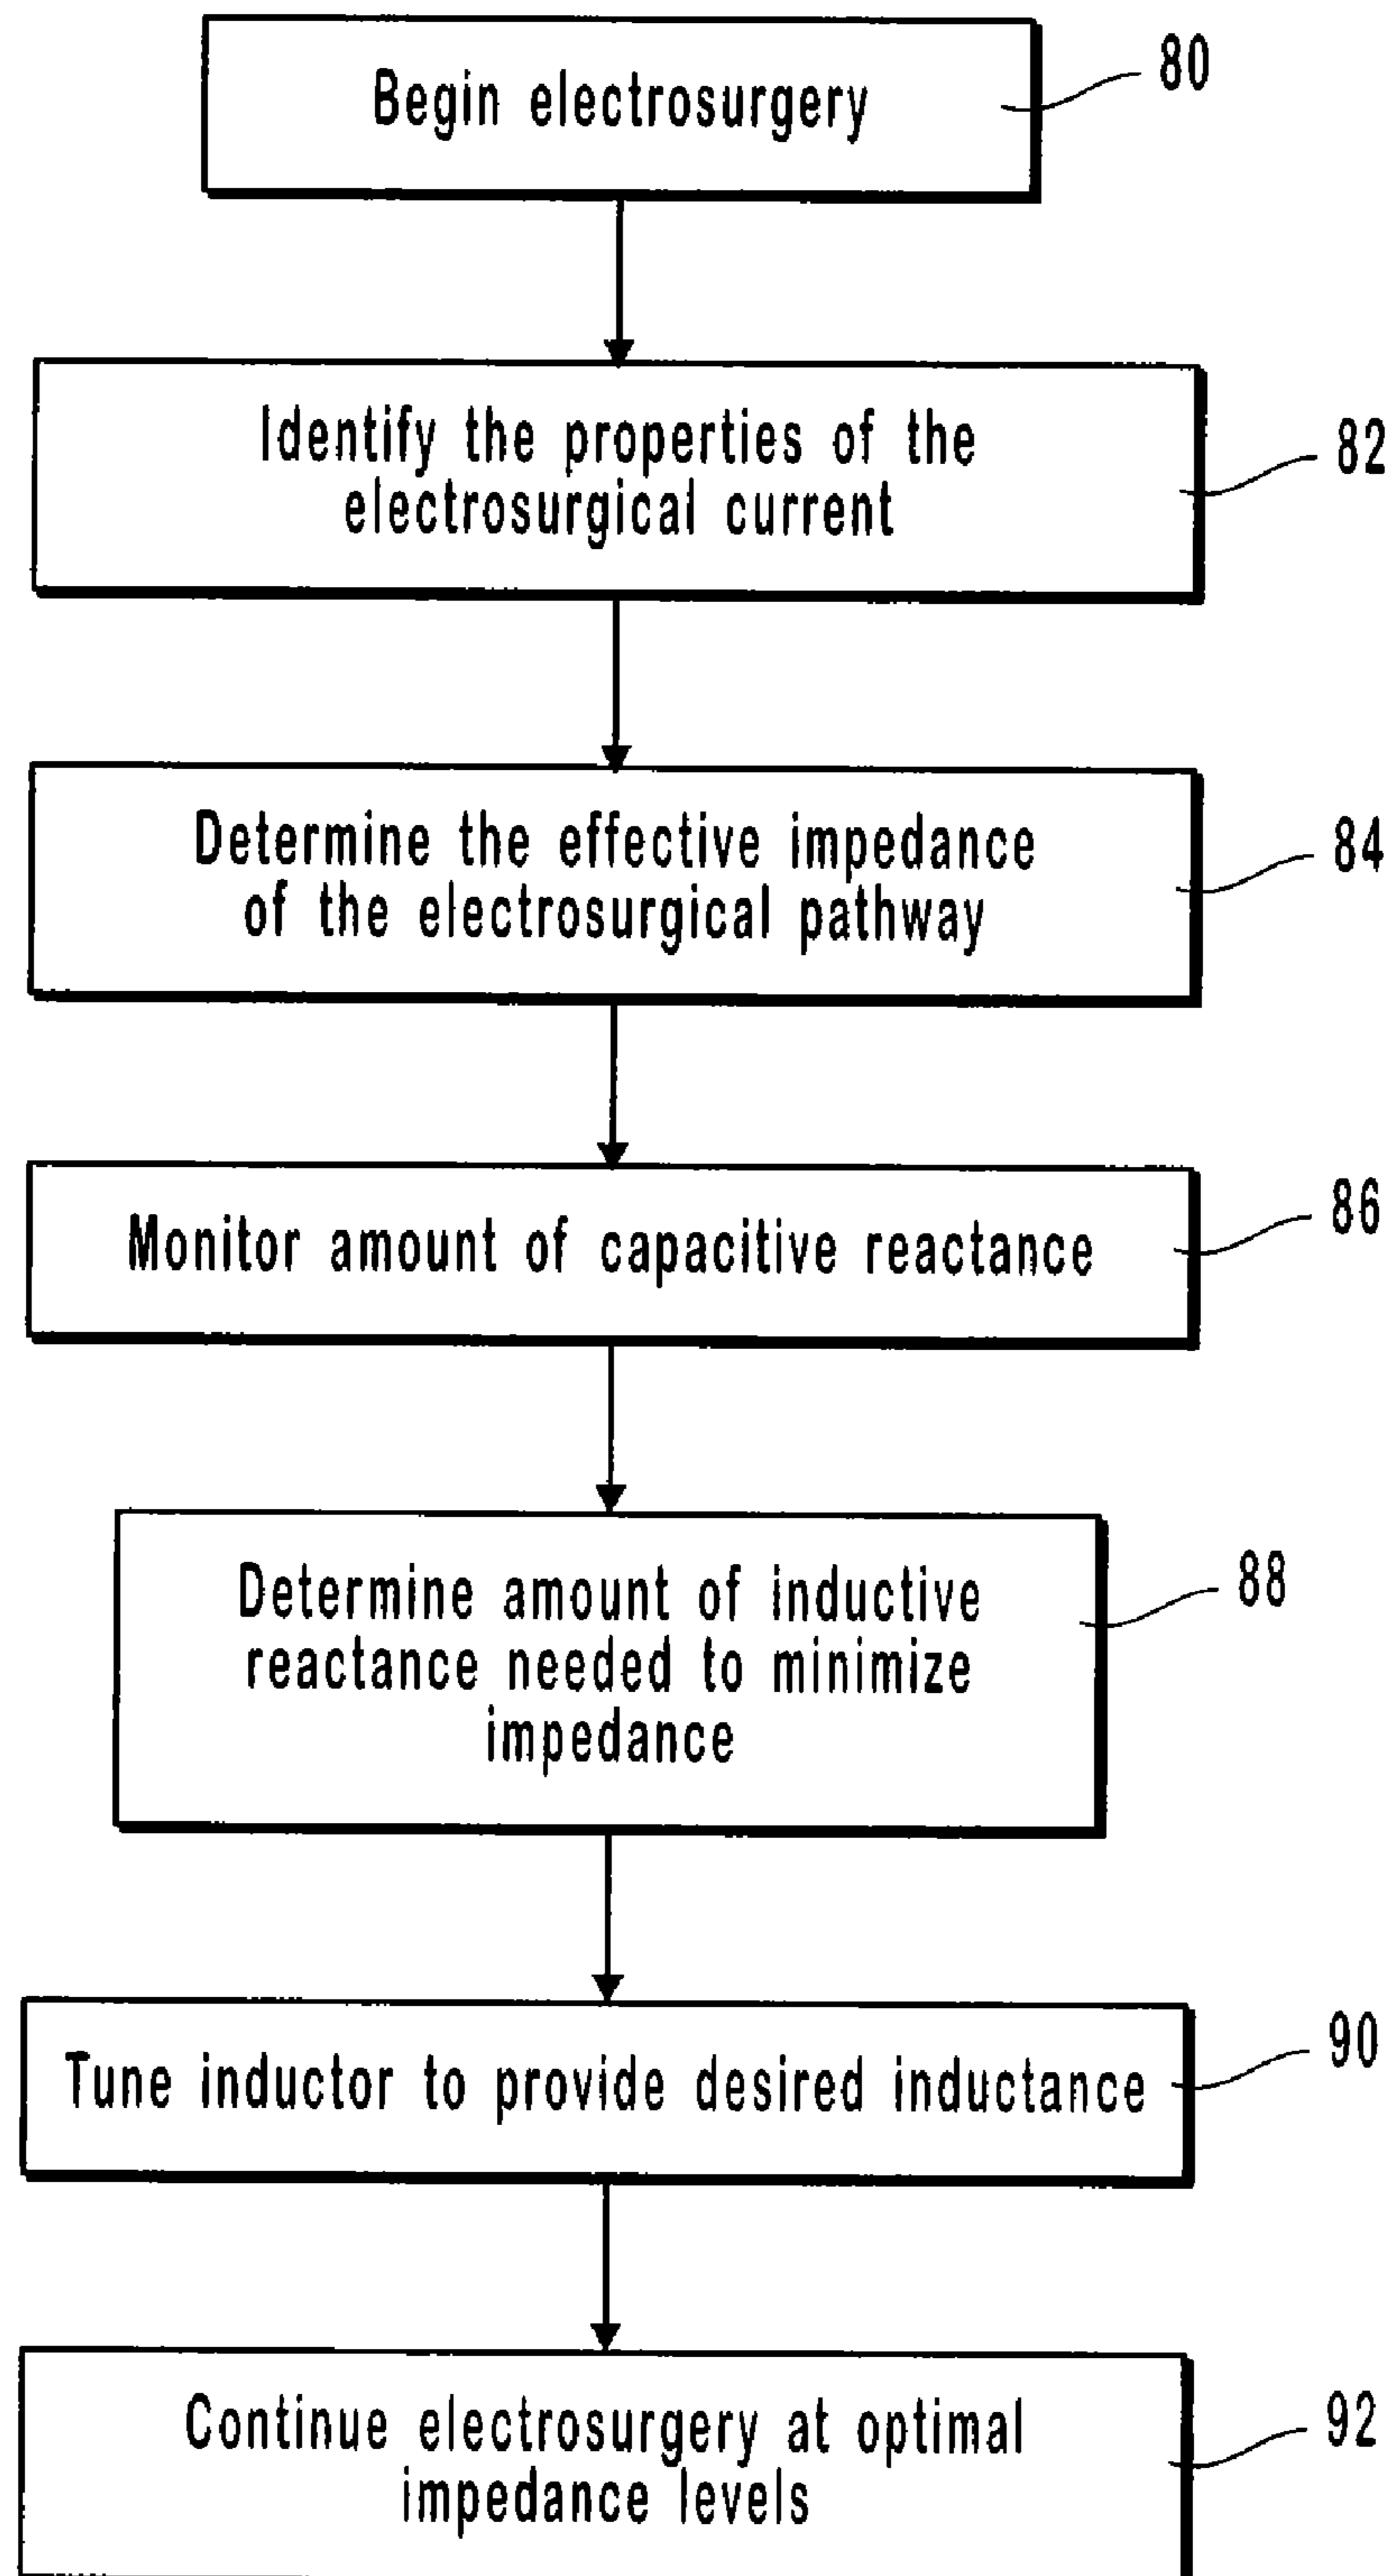 Begin electrosurgery
80
Identify the properties of the
electrosurgical current
82
Determine the effective impedance
of the electrosurgical pathway
84
Monitor amount of capacitive reactance
86
Determine amount of inductive
reactance needed to minimize
impedance
88
Tune inductor to provide desired inductance
90
Continue electrosurgery at optimal
impedance levels
92